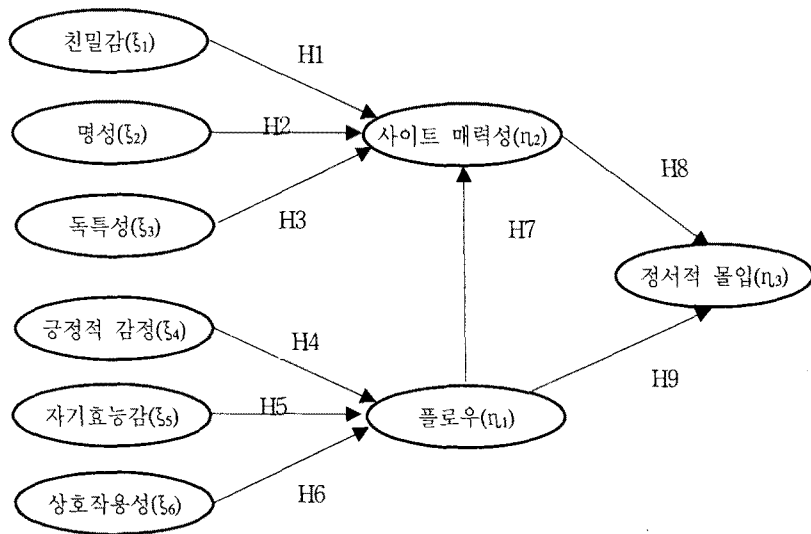 친밀감(ξ₁)
H1
명성(ξ₂)
H2
사이트 매력성(η₂)
H3
독특성(ξ₃)
H7
H8
정서적 몰입(η₃)
긍정적 감정(ξ₄)
H4
H9
자기효능감(ξ₅)
H5
플로우(η₁)
상호작용성(ξ₆)
H6